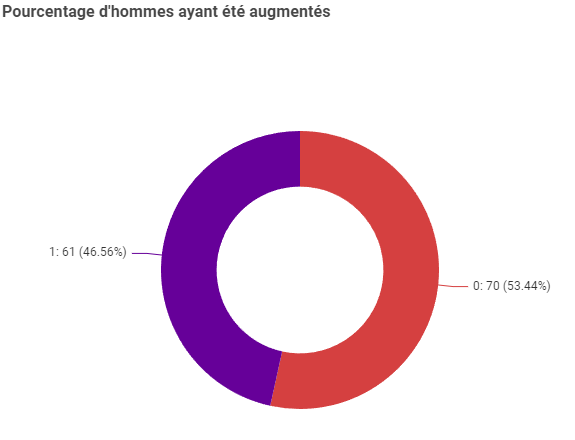 Pourcentage d'hommes ayant été augmentés
1: 61 (46.56%)
0: 70 (53.44%)